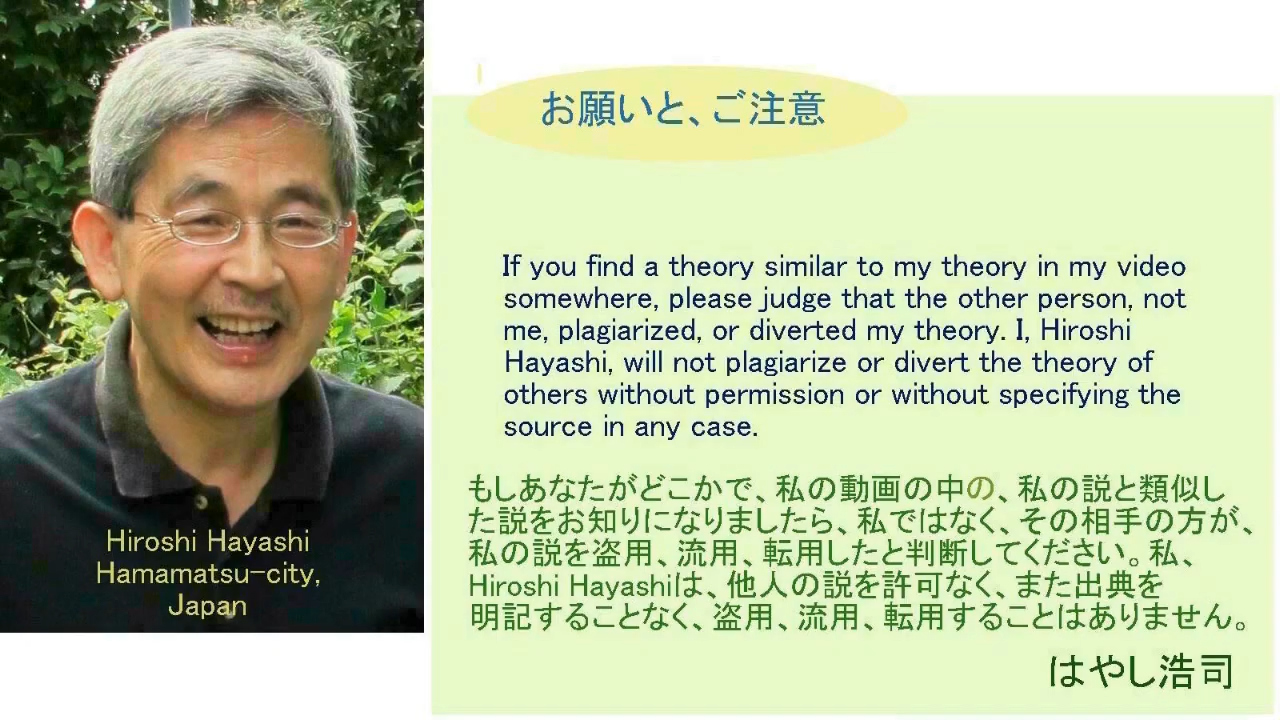 お願いと、ご注意
If you find a theory similar to my theory in my video
somewhere, please judge that the other person, not
me, plagiarized, or diverted my theory. I, Hiroshi
Hayashi, will not plagiarize or divert the theory of
others without permission or without specifying the
source in any case.
もしあなたがどこかで、私の動画の中の、私の説と類似し
た説をお知りになりましたら、私ではなく、その相手の方が、
私の説を盗用、流用、転用したと判断してください。私、
Hiroshi Hayashiは、他人の説を許可なく、また出典を
明記することなく、盗用、流用、転用することはありません。
はやし浩司
Hiroshi Hayashi
Hamamatsu-city,
Japan